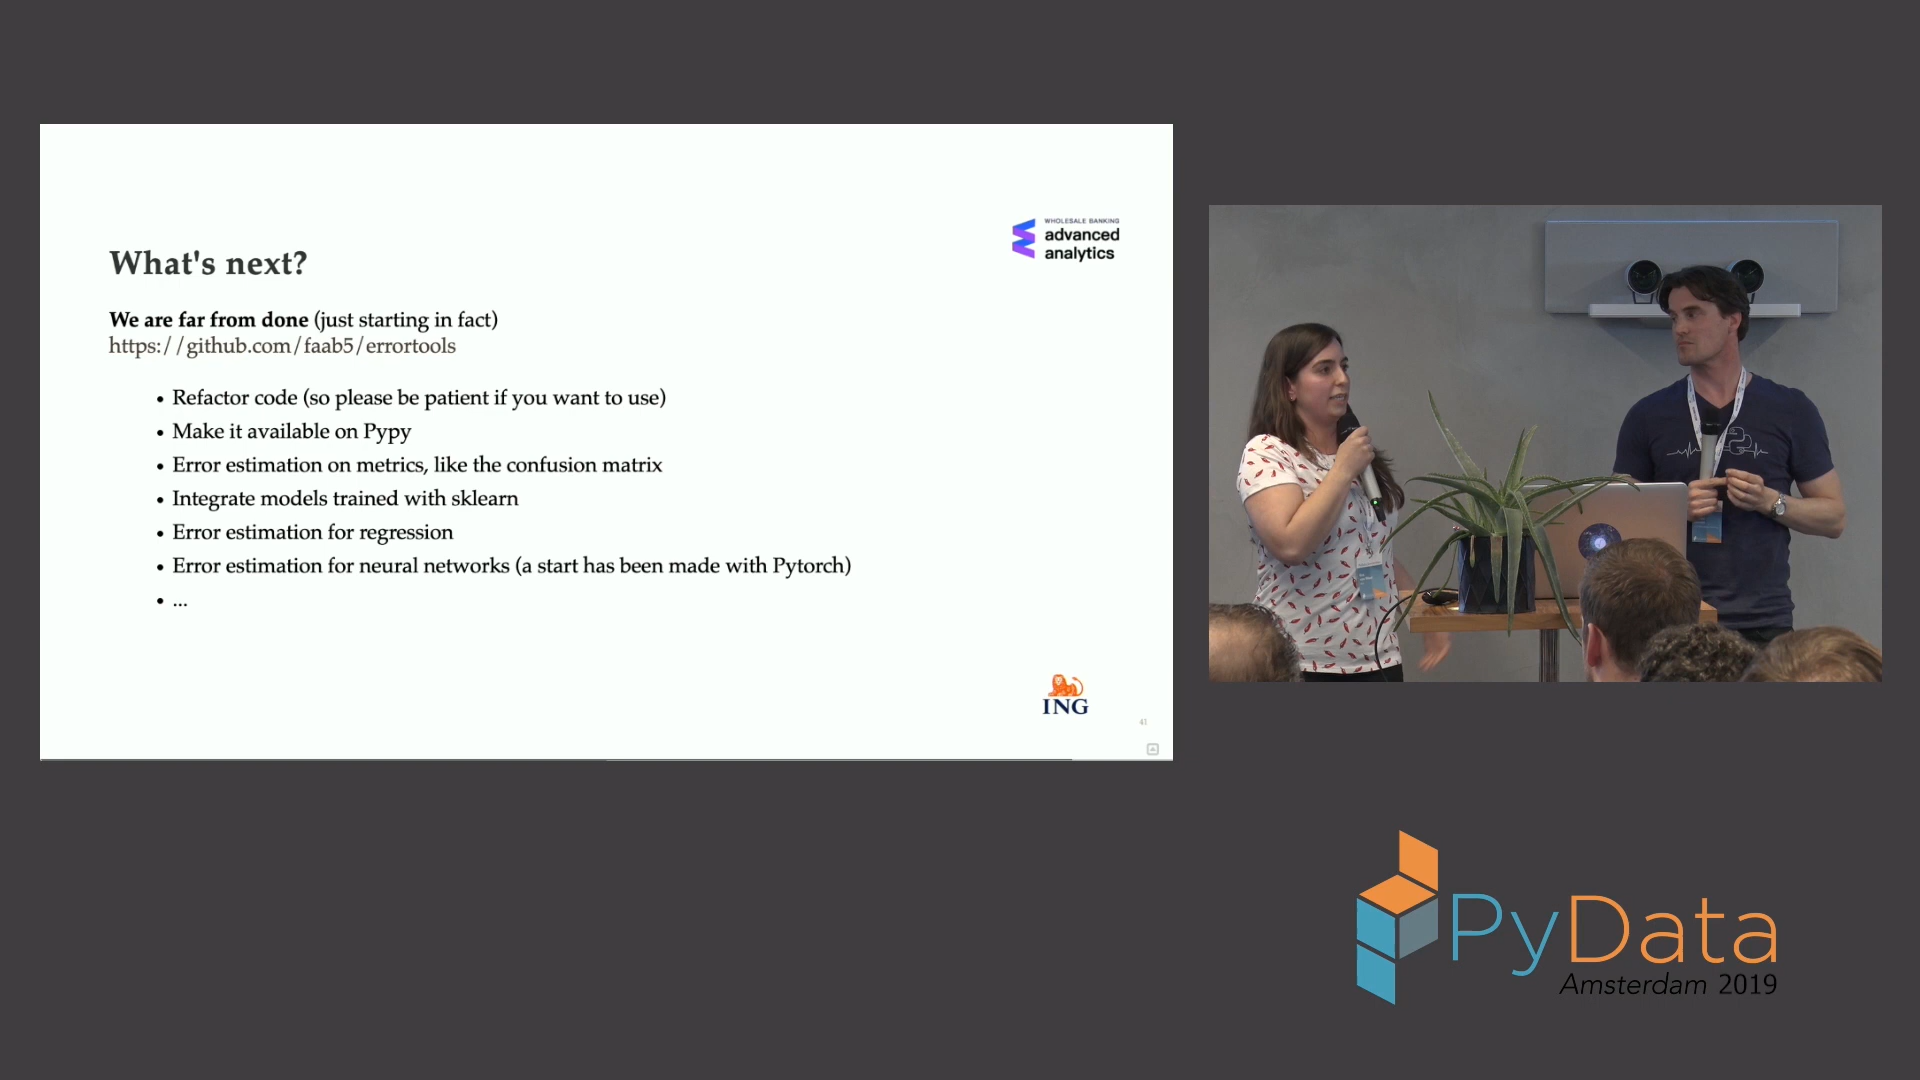 WHOLESALE BANKING
advanced
analytics
What's next?
We are far from done (just starting in fact)
https://github.com/faab5/errortools
• Refactor code (so please be patient if you want to use)
• Make it available on Pypy
• Error estimation on metrics, like the confusion matrix
• Integrate models trained with sklearn
• Error estimation for regression
• Error estimation for neural networks (a start has been made with Pytorch)
• ...
ING
41
PyData
Amsterdam 2019